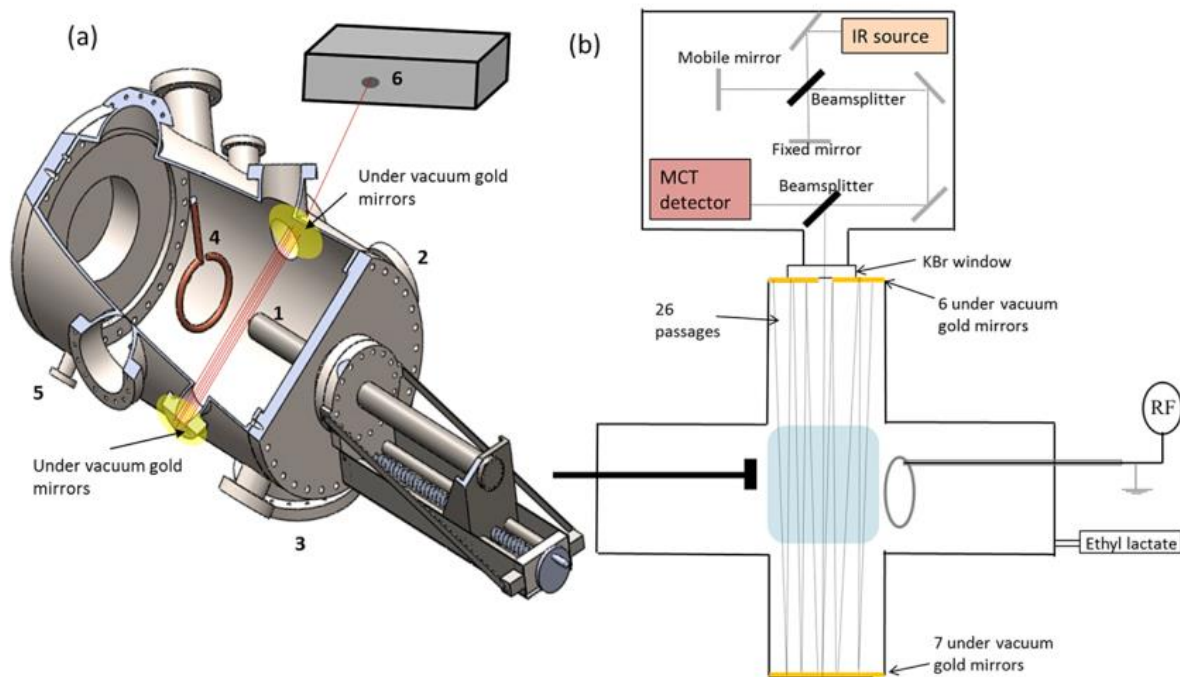 (a)
6
Under vacuum gold
mirrors
4
2
1
5
Under vacuum gold
mirrors
3
(b)
IR source
Mobile mirror
Beamsplitter
Fixed mirror
MCT
detector
Beamsplitter
KBr window
26
passages
6 under vacuum
gold mirrors
RF
Ethyl lactate
7 under vacuum
gold mirrors